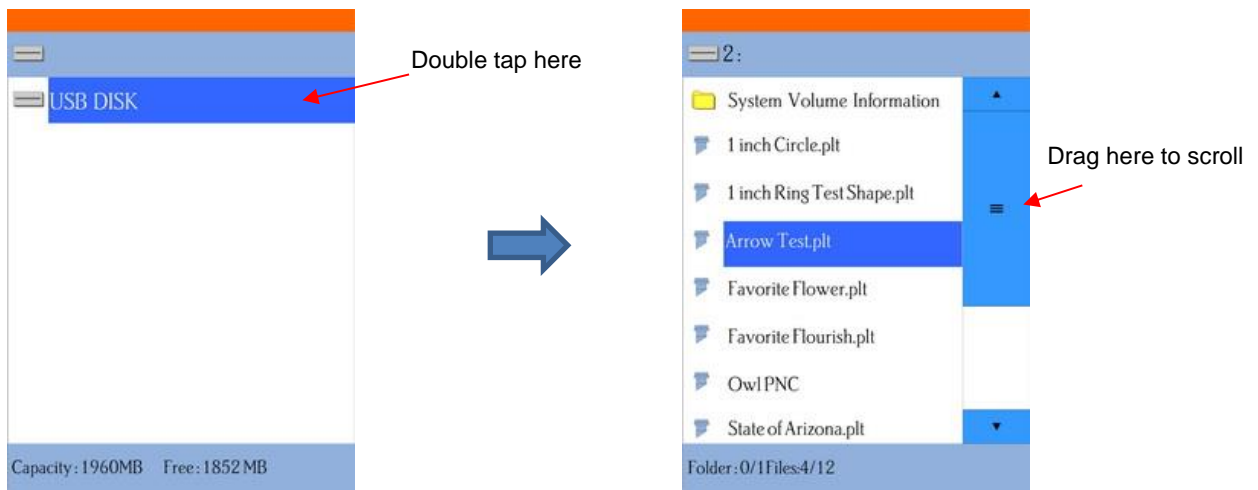 Double tap here
USB DISK
Capacity: 1960MB Free: 1852 MB
2:
System Volume Information
1 inch Circle.plt
1 inch Ring Test Shape.plt
Arrow Test.plt
Favorite Flower.plt
Favorite Flourish.plt
Owl PNC
State of Arizona.plt
Folder: 0/1Files:4/12
Drag here to scroll